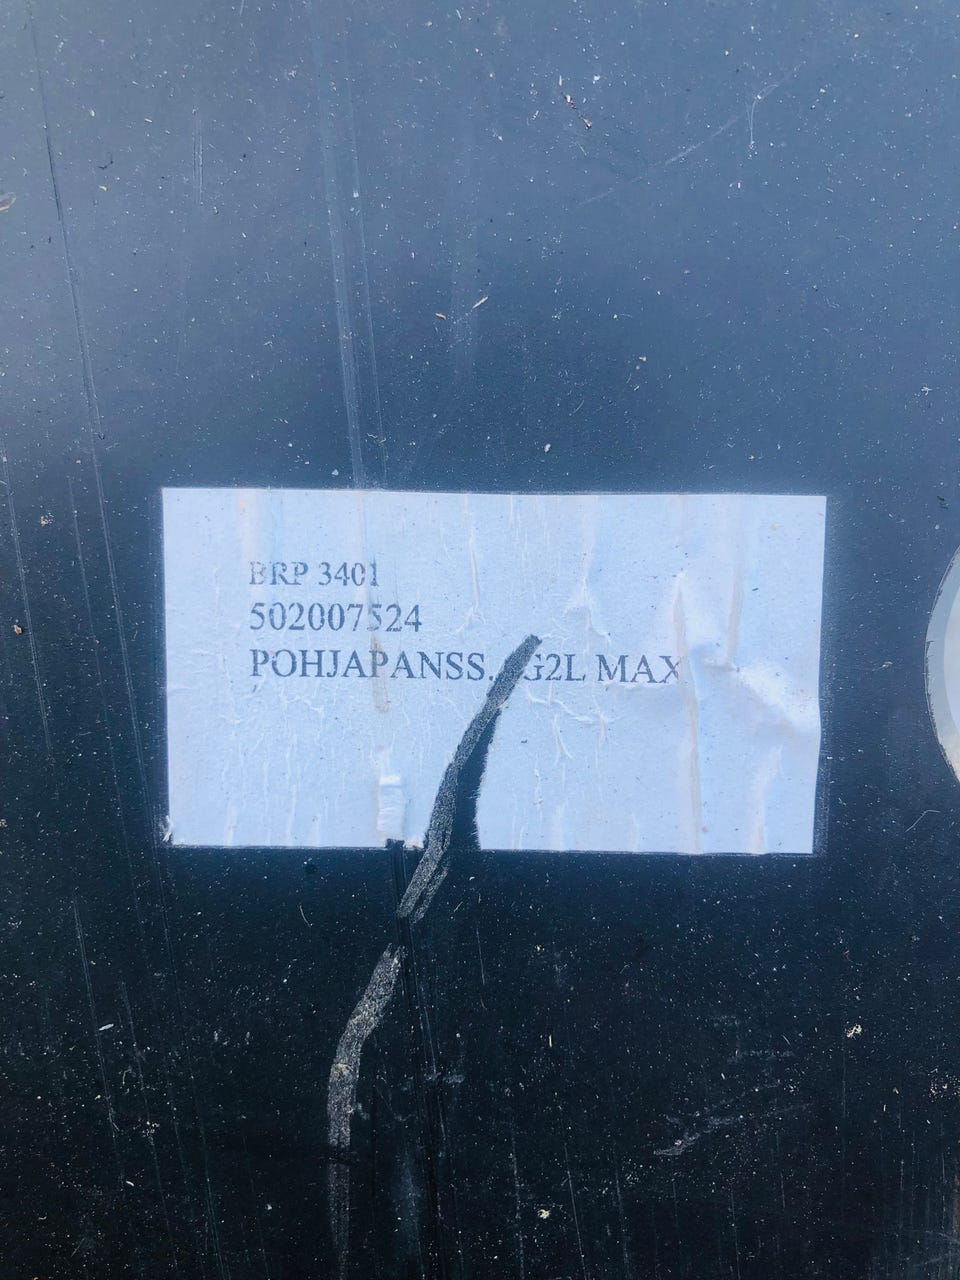 BRP 3401
502007524
POHJAPANSS. G2L MAX